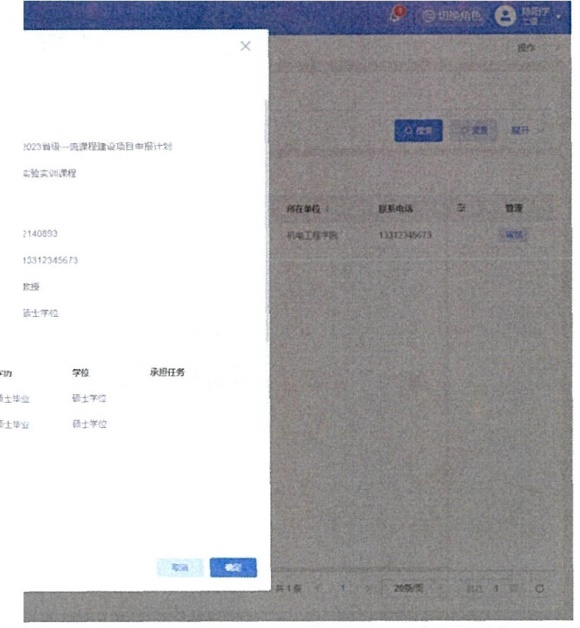 切换角色
操作
2023省级一流课程建设项目申报计划
实验实训课程
2140893
13312345673
教授
硕士学位
学历 学位 承担任务
硕士毕业 硕士学位
硕士毕业 硕士学位
取消 确定
搜索 重置 展开
所在单位 联系电话 管理
机电工程学院 13312345673 审核
共1条 1 20条/页 前往 1 页